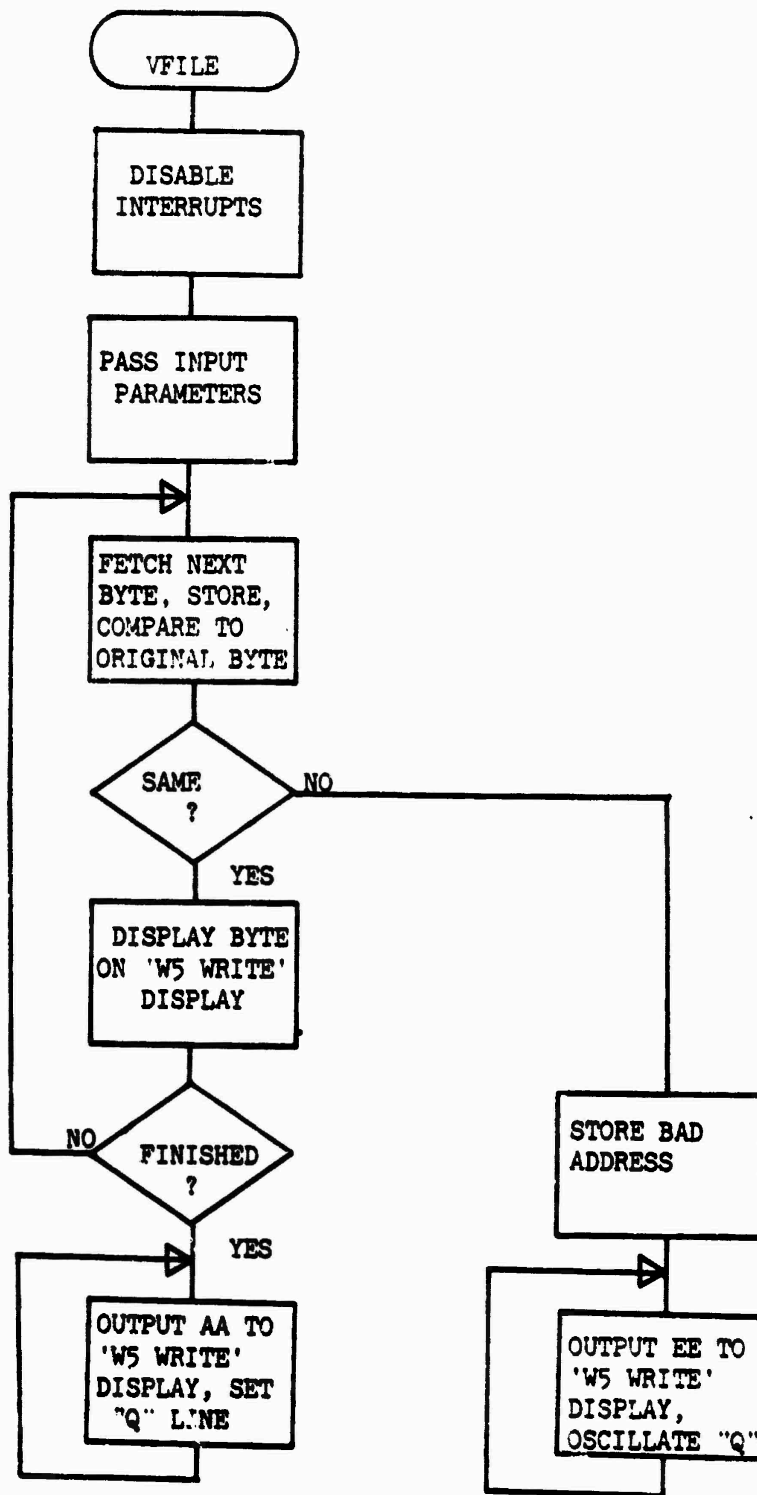 VFILE
DISABLE
INTERRUPTS
PASS INPUT
PARAMETERS
FETCH NEXT
BYTE, STORE,
COMPARE TO
ORIGINAL BYTE
SAME
?
NO
YES
DISPLAY BYTE
ON 'W5 WRITE'
DISPLAY
NO
FINISHED
?
YES
STORE BAD
ADDRESS
OUTPUT AA TO
'W5 WRITE'
DISPLAY, SET
"Q" LINE
OUTPUT EE TO
'W5 WRITE'
DISPLAY,
OSCILLATE "Q"